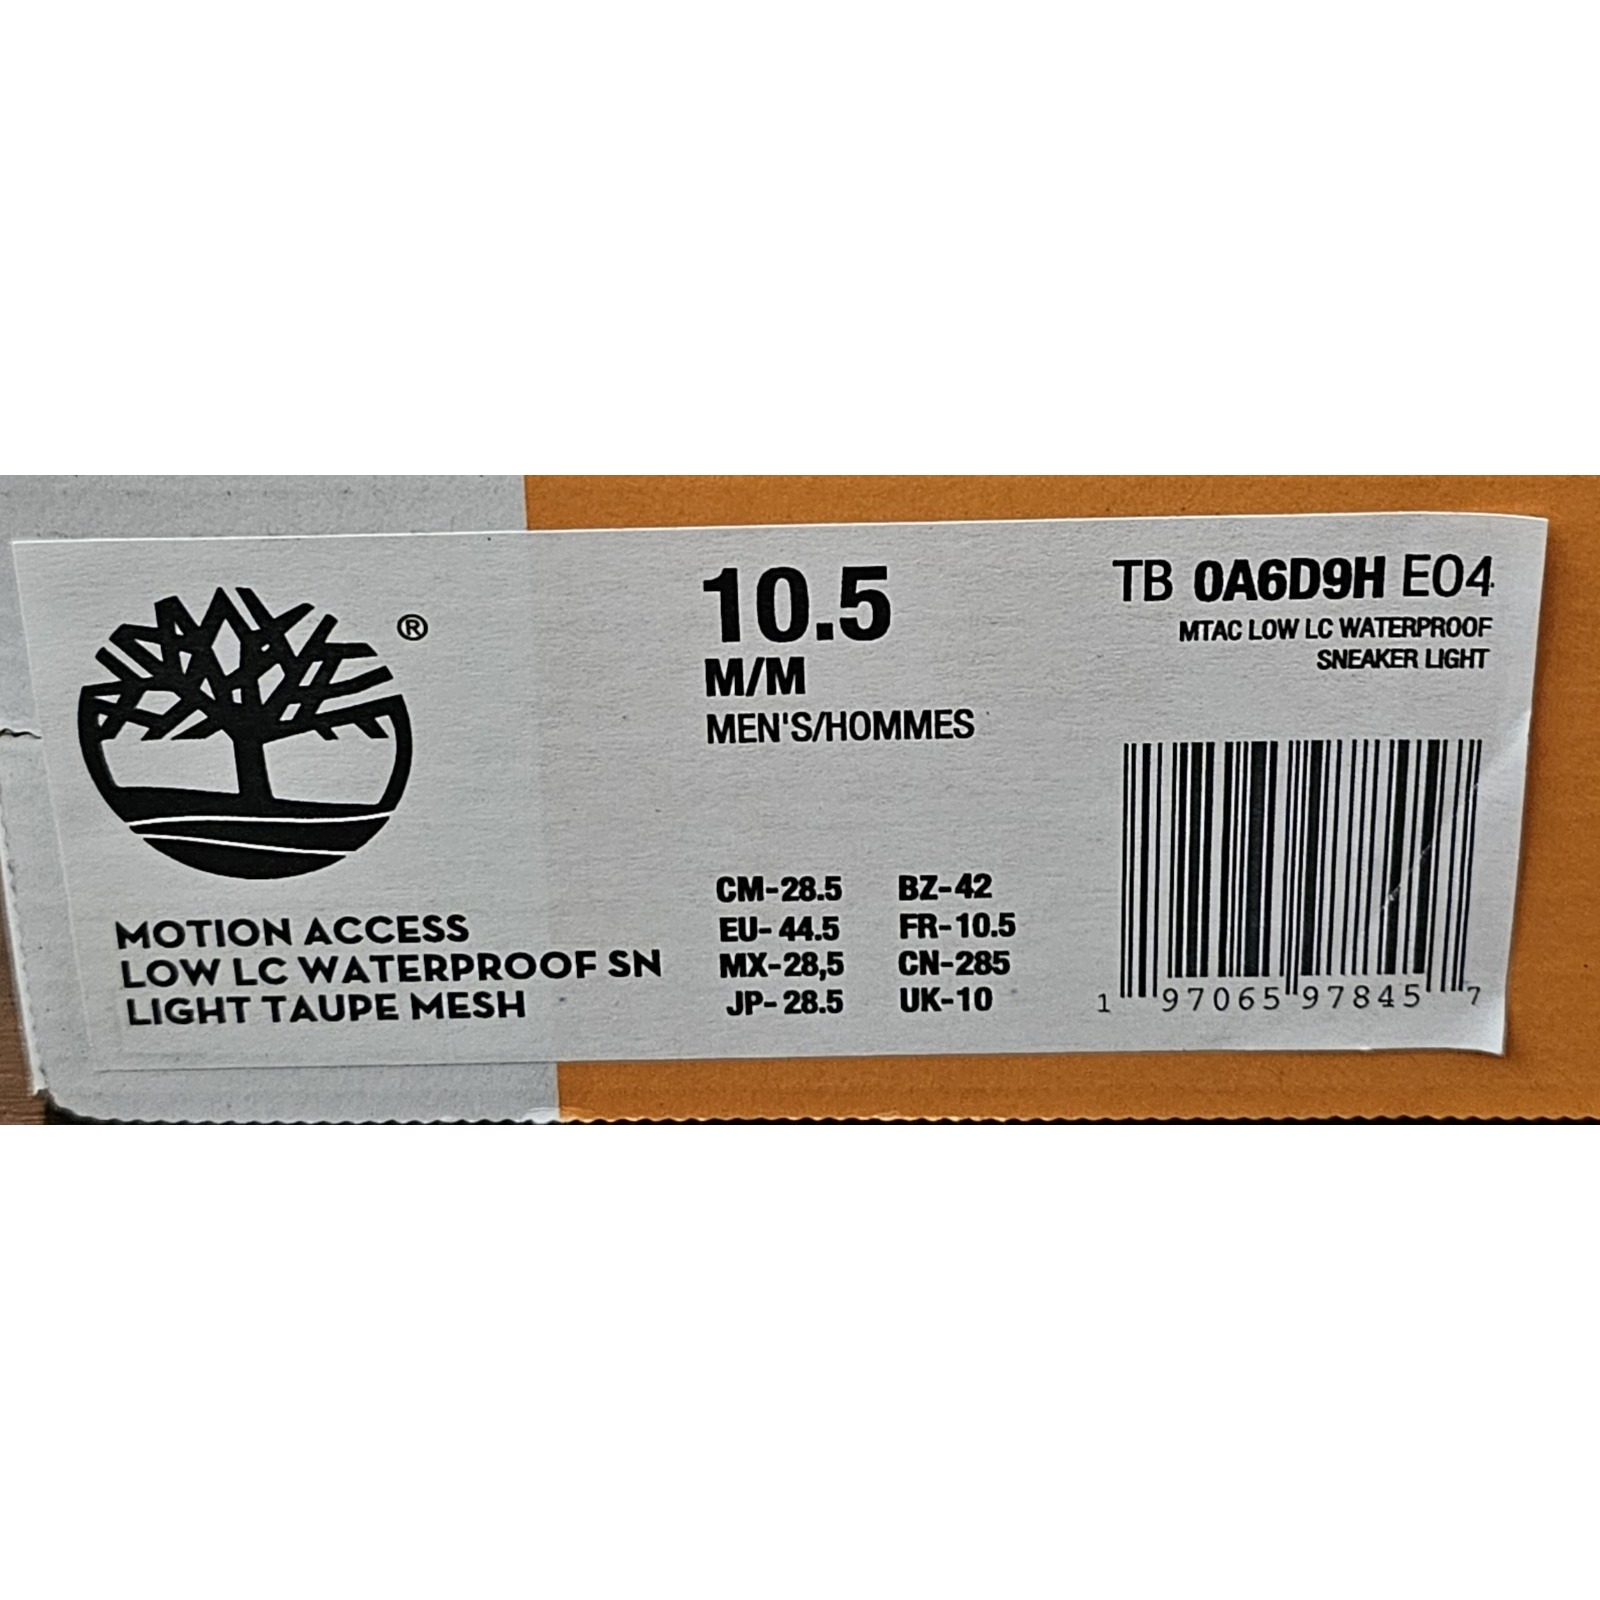 ®
MOTION ACCESS
LOW LC WATERPROOF SN
LIGHT TAUPE MESH
10.5
M/M
MEN'S/HOMMES
CM-28.5 BZ-42
EU- 44.5 FR-10.5
MX-28,5 CN-285
JP- 28.5 UK-10
TB 0A6D9H EO4
MTAC LOW LC WATERPROOF
SNEAKER LIGHT
1 97065 97845 7